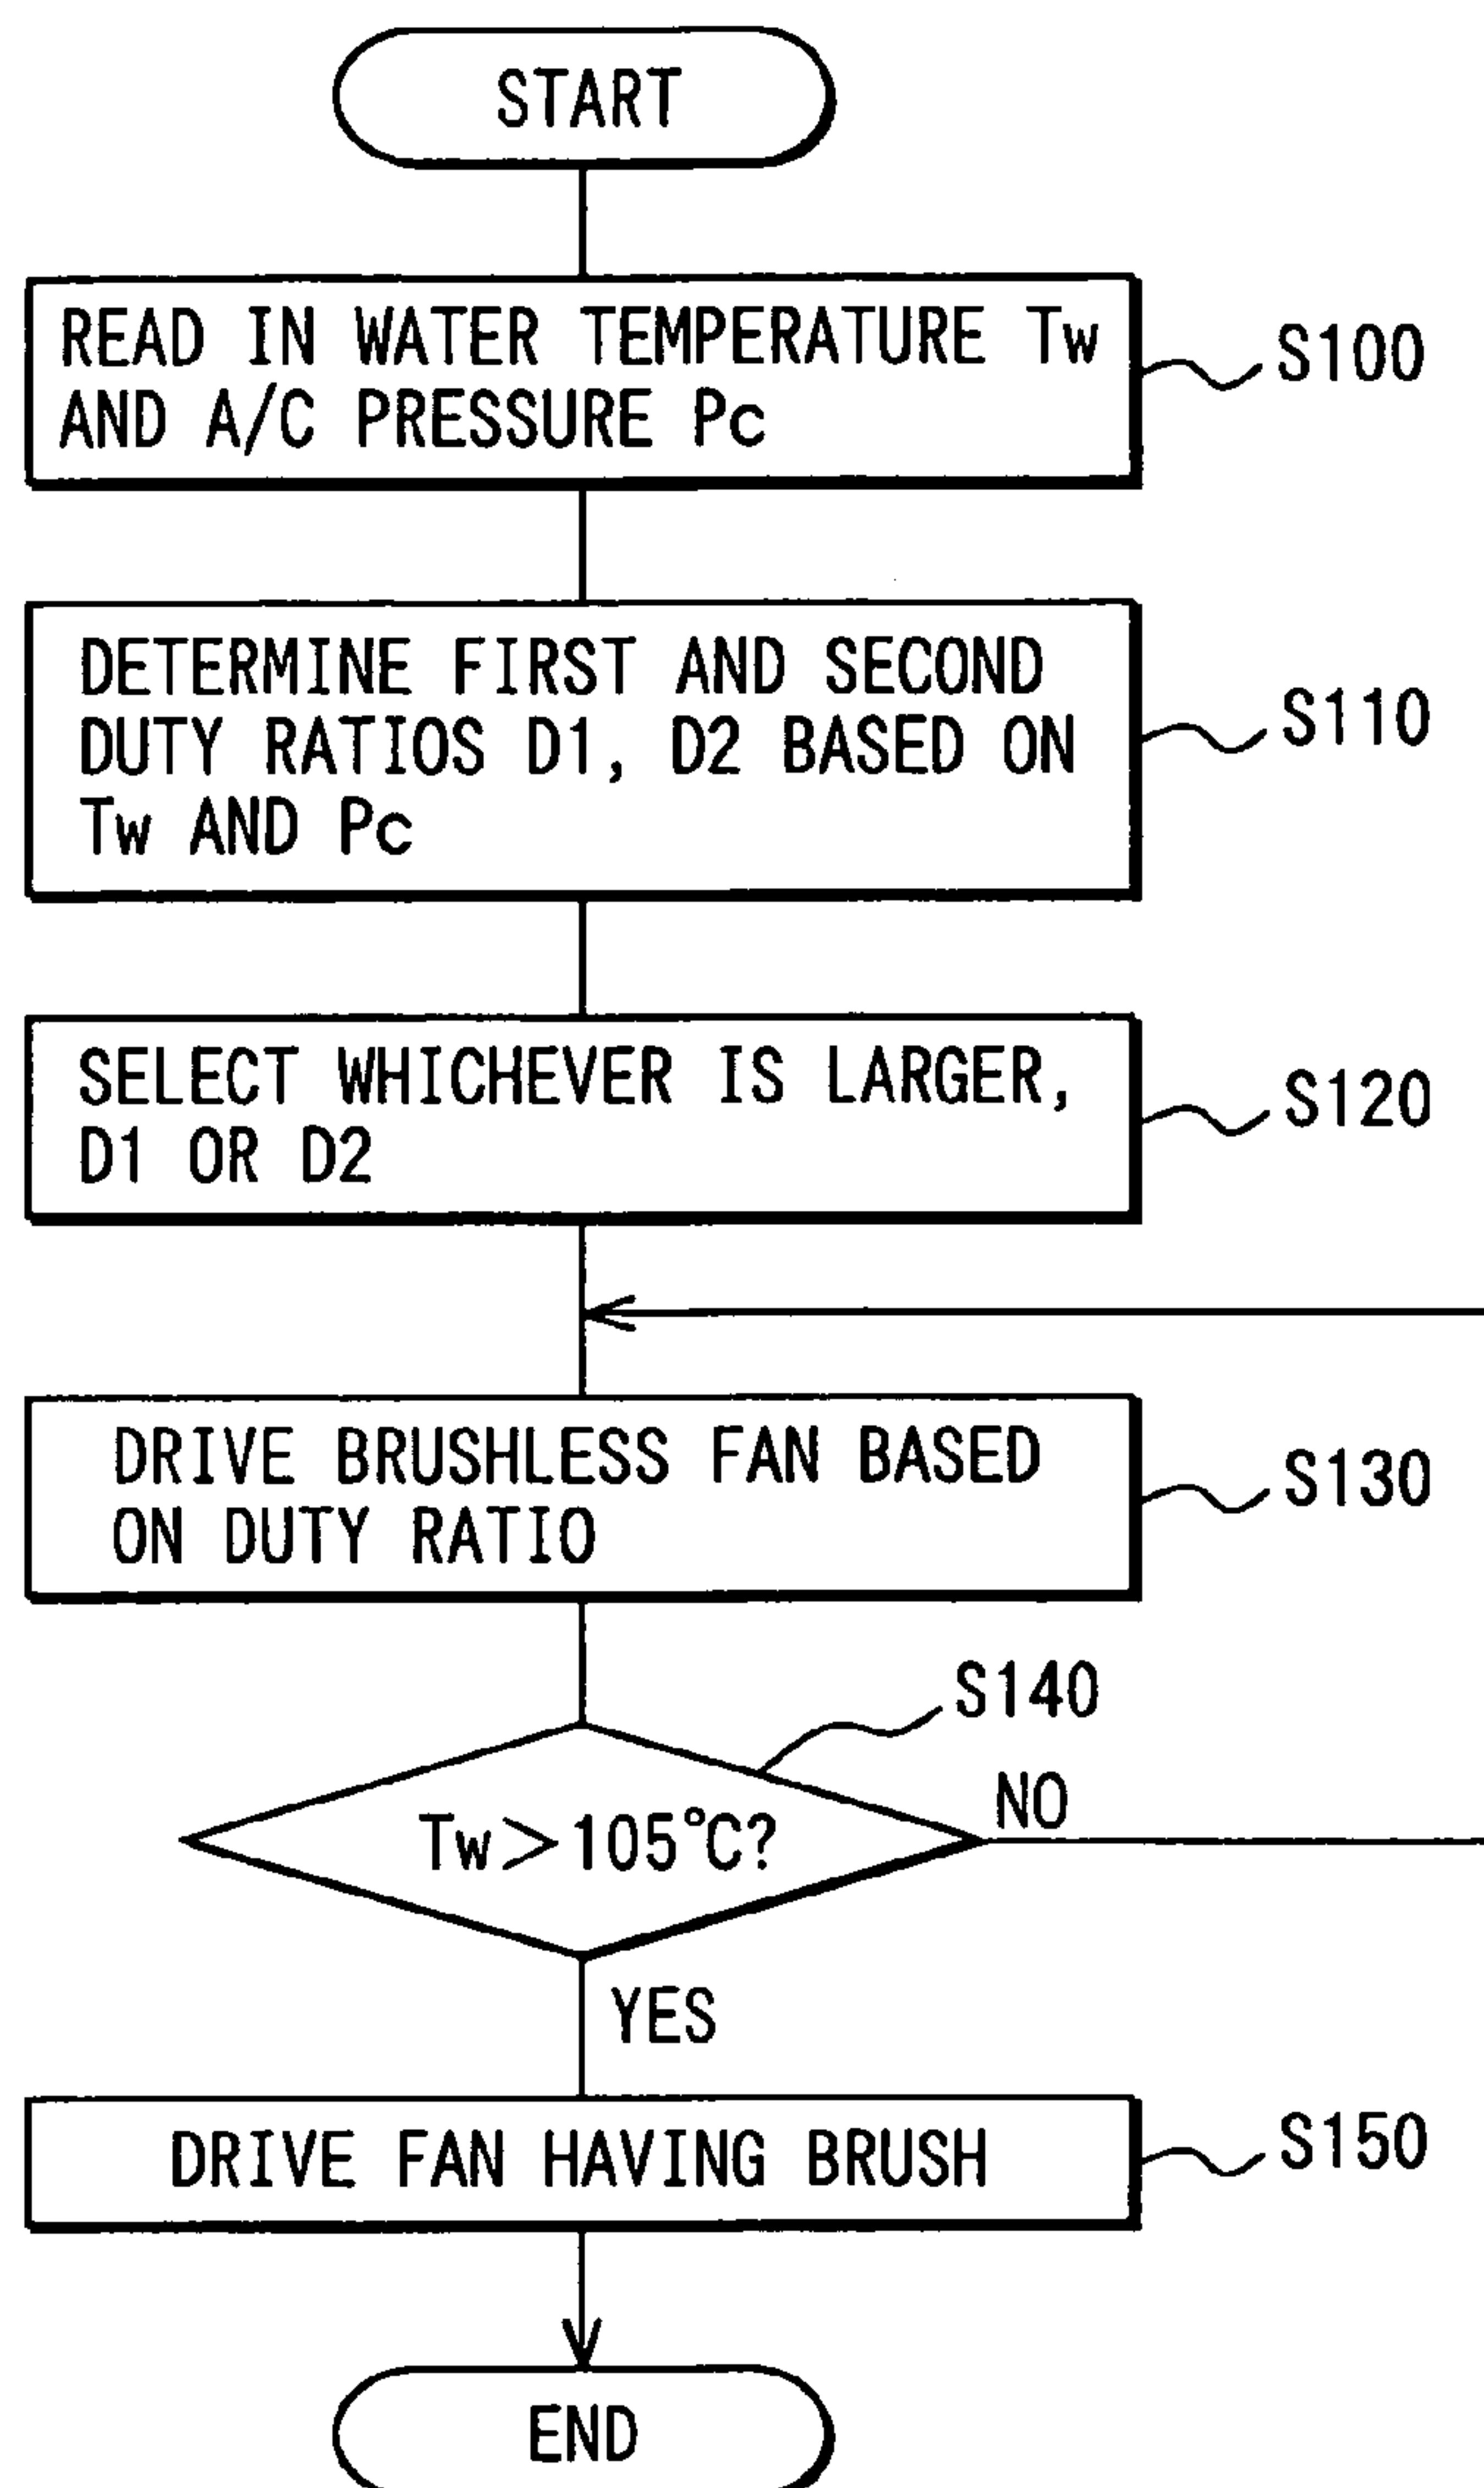 START
READ IN WATER TEMPERATURE Tw
AND A/C PRESSURE Pc
S100
DETERMINE FIRST AND SECOND
DUTY RATIOS D1, D2 BASED ON
Tw AND Pc
S110
SELECT WHICHEVER IS LARGER,
D1 OR D2
S120
DRIVE BRUSHLESS FAN BASED
ON DUTY RATIO
S130
S140
Tw>105°C?
NO
YES
DRIVE FAN HAVING BRUSH
S150
END